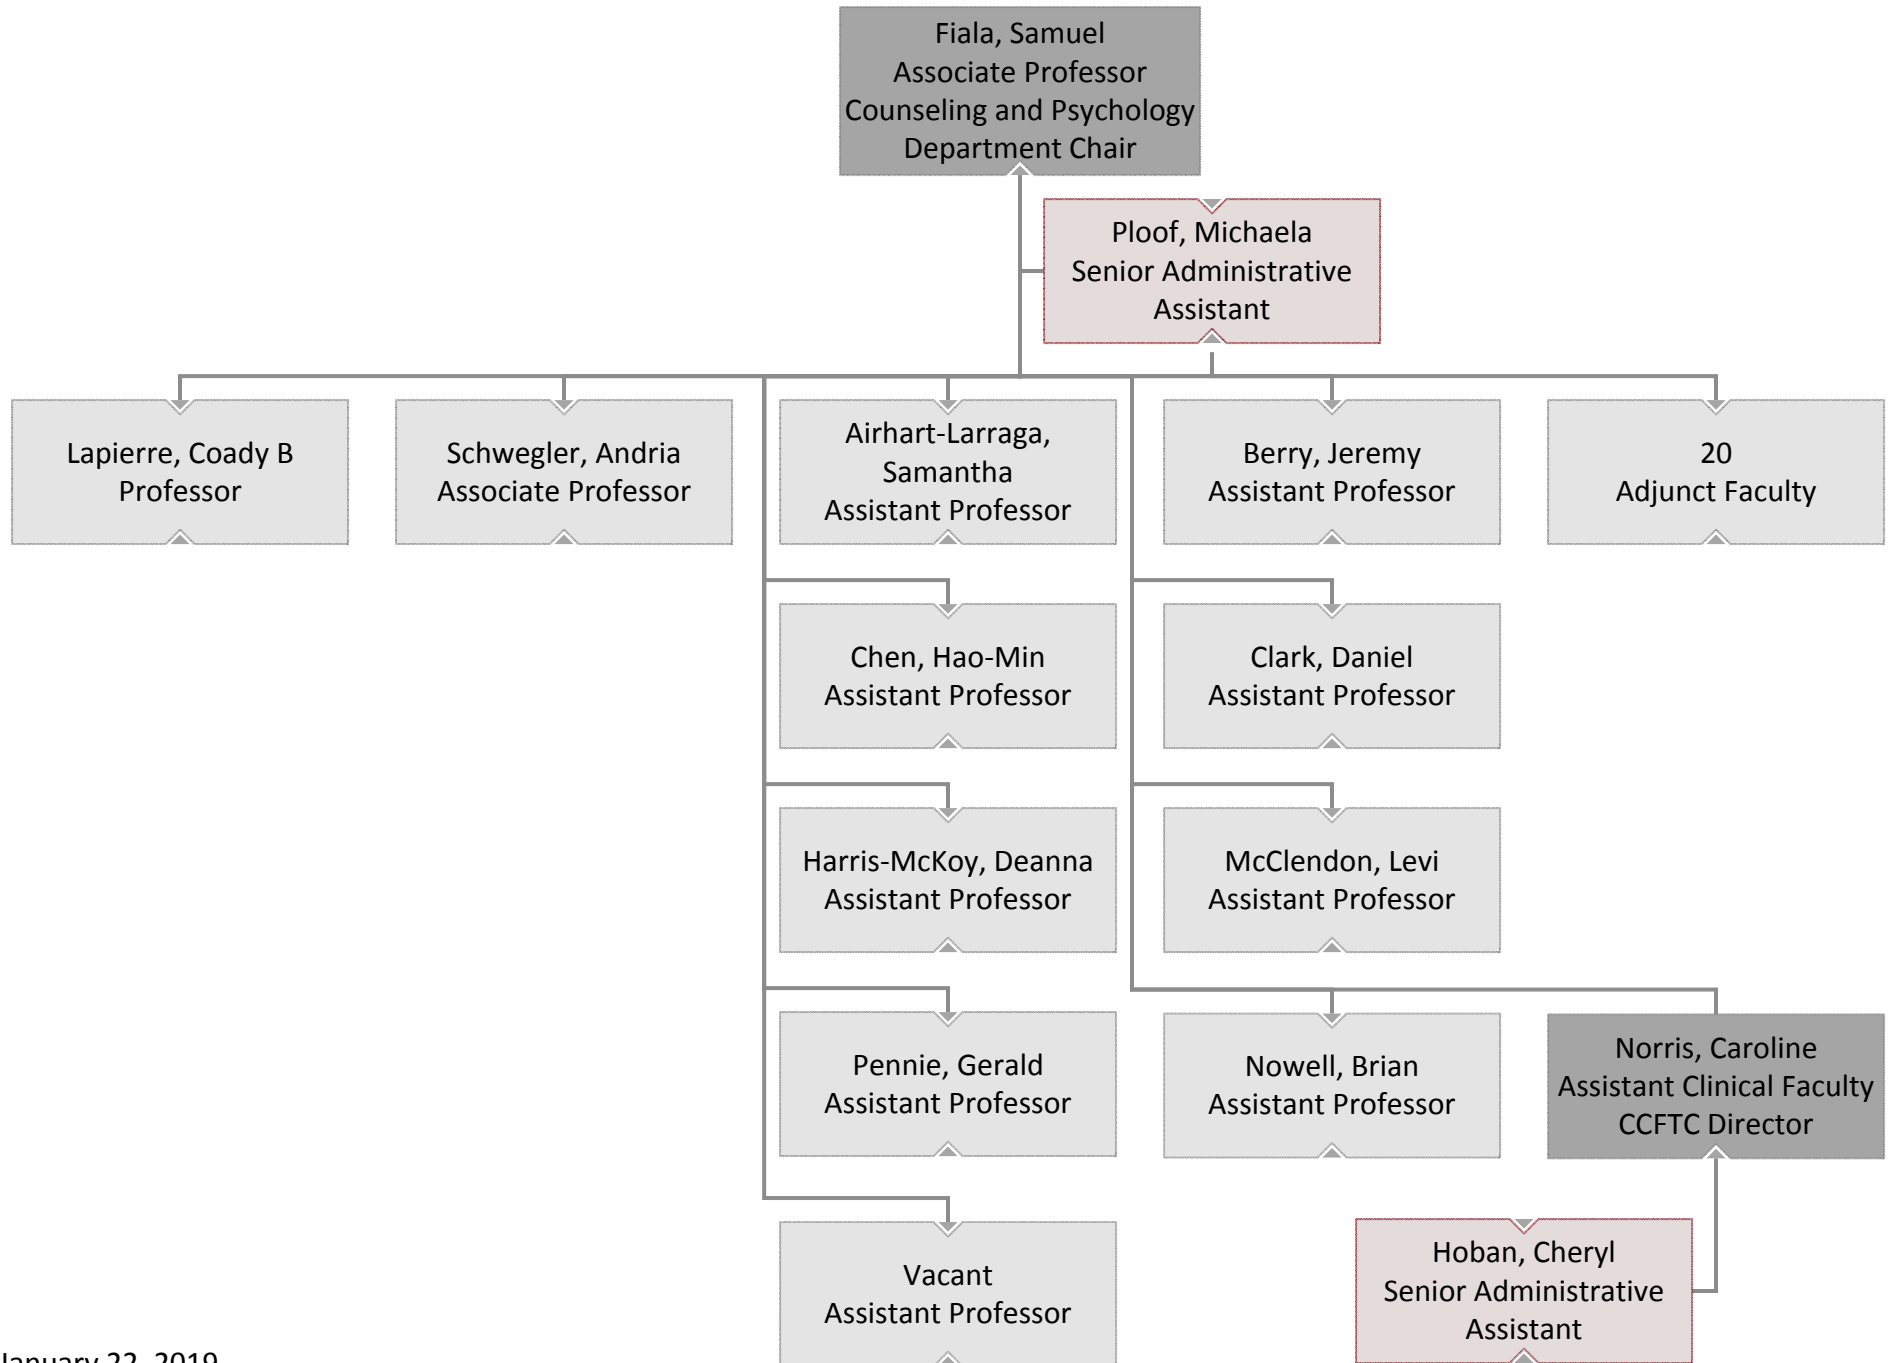 Fiala, Samuel
Associate Professor
Counseling and Psychology
Department Chair
Ploof, Michaela
Senior Administrative
Assistant
Lapierre, Coady B
Professor
Schwegler, Andria
Associate Professor
Airhart-Larraga,
Samantha
Assistant Professor
Berry, Jeremy
Assistant Professor
20
Adjunct Faculty
Chen, Hao-Min
Assistant Professor
Clark, Daniel
Assistant Professor
Harris-McKoy, Deanna
Assistant Professor
McClendon, Levi
Assistant Professor
Pennie, Gerald
Assistant Professor
Nowell, Brian
Assistant Professor
Norris, Caroline
Assistant Clinical Faculty
CCFTC Director
Vacant
Assistant Professor
Hoban, Cheryl
Senior Administrative
Assistant
January 22, 2019